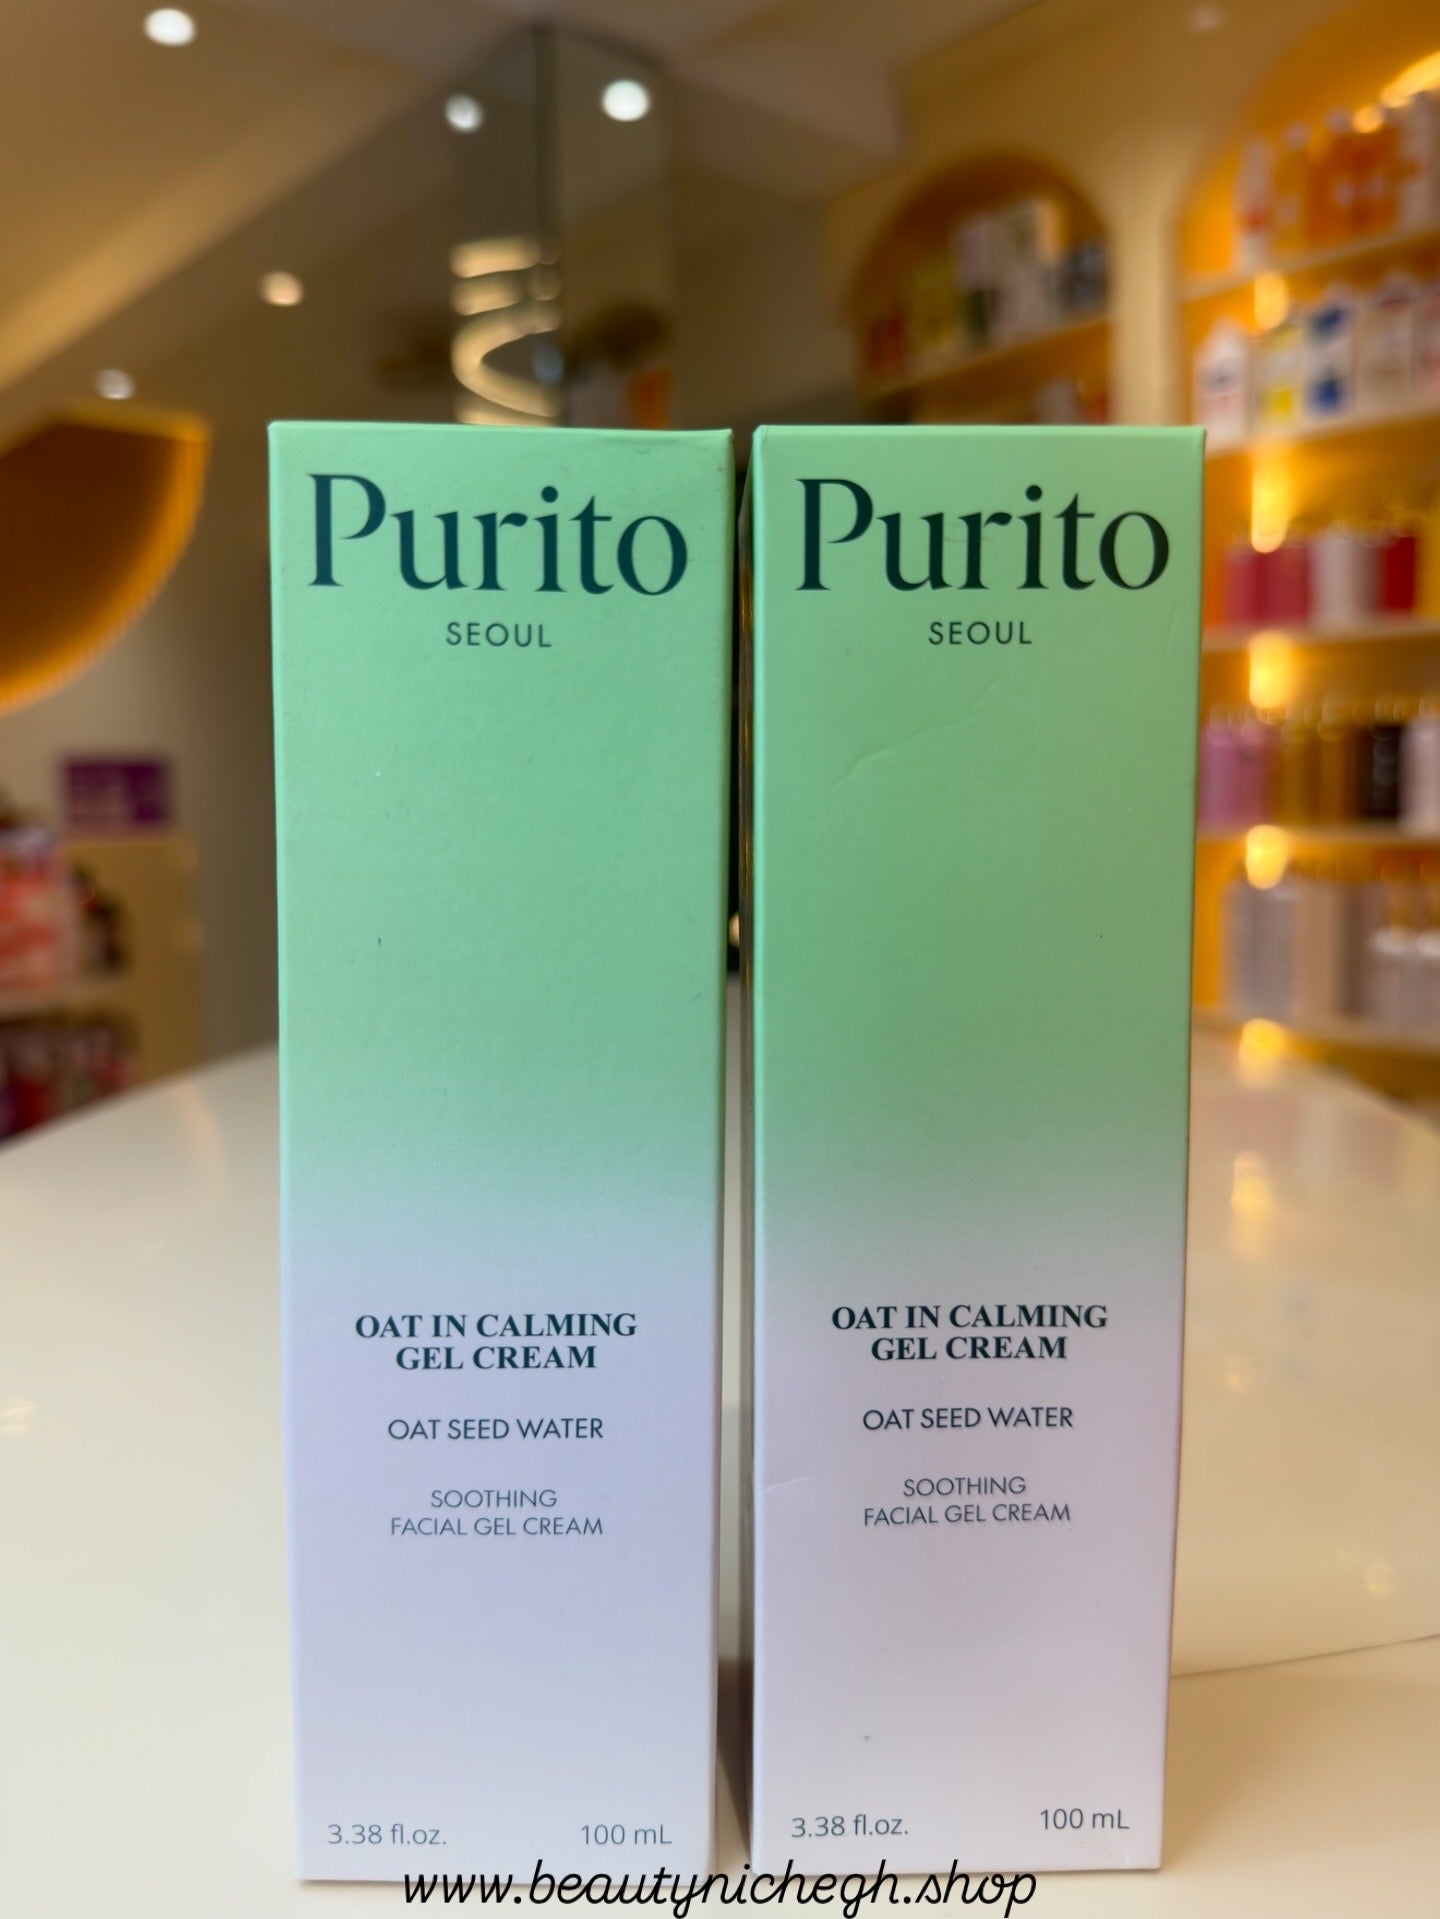 Purito
SEOUL
OAT IN CALMING
GEL CREAM
OAT SEED WATER
SOOTHING
FACIAL GEL CREAM
3.38 fl.oz. 100 mL
Purito
SEOUL
OAT IN CALMING
GEL CREAM
OAT SEED WATER
SOOTHING
FACIAL GEL CREAM
3.38 fl.oz. 100 mL
www.beautynichegh.shop